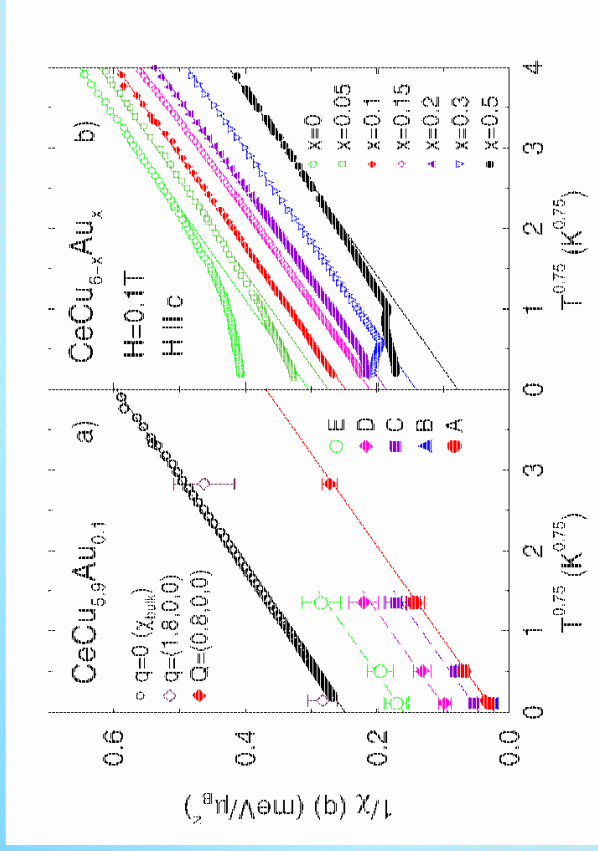 a)
CeCu5.9Au0.1
q=0 (χbulk)
q=(1.8,0,0)
Q=(0.8,0,0)
E
D
C
B
A
1/χ (q) (meV/μB²)
0.6
0.4
0.2
0.0
0
1
2
3
T^0.75 (K^0.75)
b)
CeCu6-xAux
H=0.1T
H II c
x=0
x=0.05
x=0.1
x=0.15
x=0.2
x=0.3
x=0.5
0
1
2
3
4
T^0.75 (K^0.75)